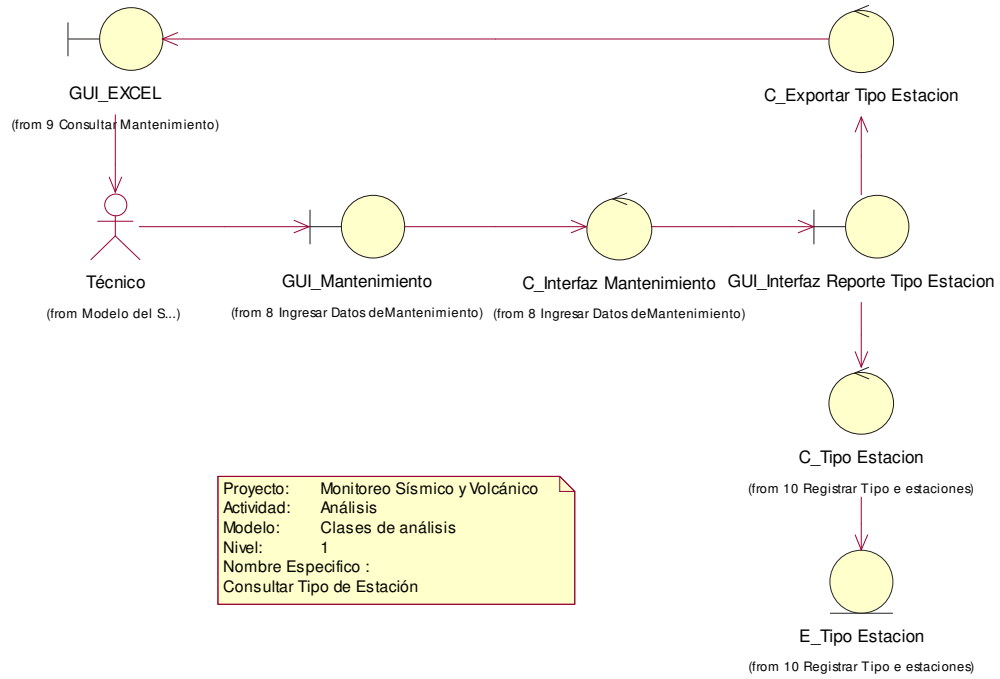 GUI_EXCEL
(from 9 Consultar Mantenimiento)
C_Exportar Tipo Estacion
Técnico
(from Modelo del S...)
GUI_Mantenimiento
(from 8 Ingresar Datos deMantenimiento)
C_Interfaz Mantenimiento
(from 8 Ingresar Datos deMantenimiento)
GUI_Interfaz Reporte Tipo Estacion
C_Tipo Estacion
(from 10 Registrar Tipo e estaciones)
Proyecto: Monitoreo Sísmico y Volcánico
Actividad: Análisis
Modelo: Clases de análisis
Nivel: 1
Nombre Especifico :
Consultar Tipo de Estación
E_Tipo Estacion
(from 10 Registrar Tipo e estaciones)